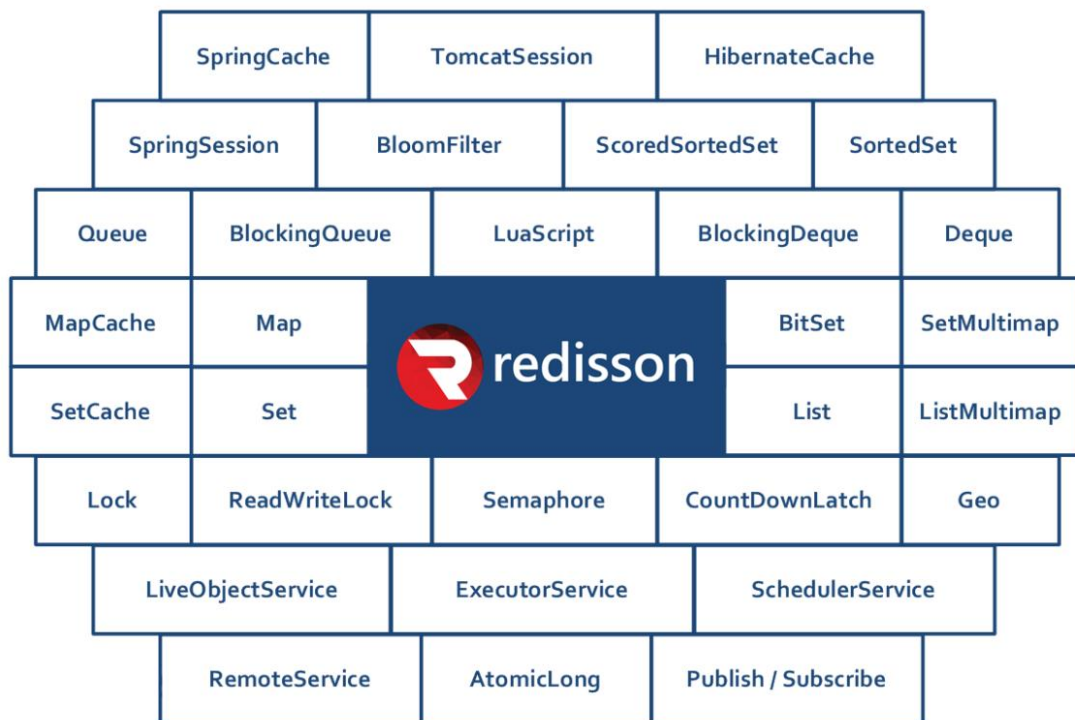 SpringCache TomcatSession HibernateCache
SpringSession BloomFilter ScoredSortedSet SortedSet
Queue BlockingQueue LuaScript BlockingDeque Deque
MapCache Map BitSet SetMultimap
redisson
SetCache Set List ListMultimap
Lock ReadWriteLock Semaphore CountDownLatch Geo
LiveObjectService ExecutorService SchedulerService
RemoteService AtomicLong Publish / Subscribe